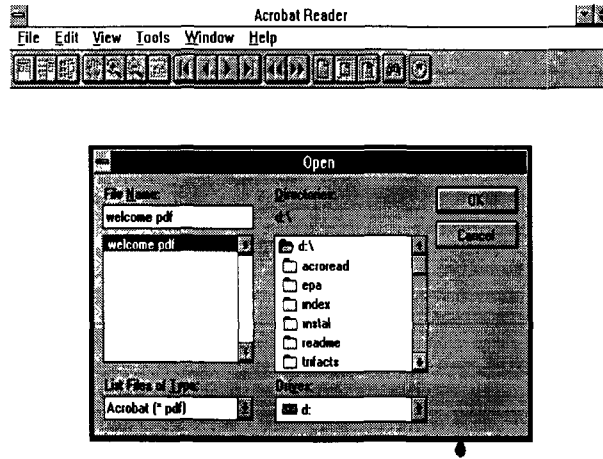 Acrobat Reader
File Edit View Tools Window Help
Open
File Name:
welcome pdf
welcome pdf
List Files of Type:
Acrobat (* pdf)
Directories:
d:\
d:\
acroread
epa
index
instal
readme
trifacts
Drives:
d:
OK
Cancel